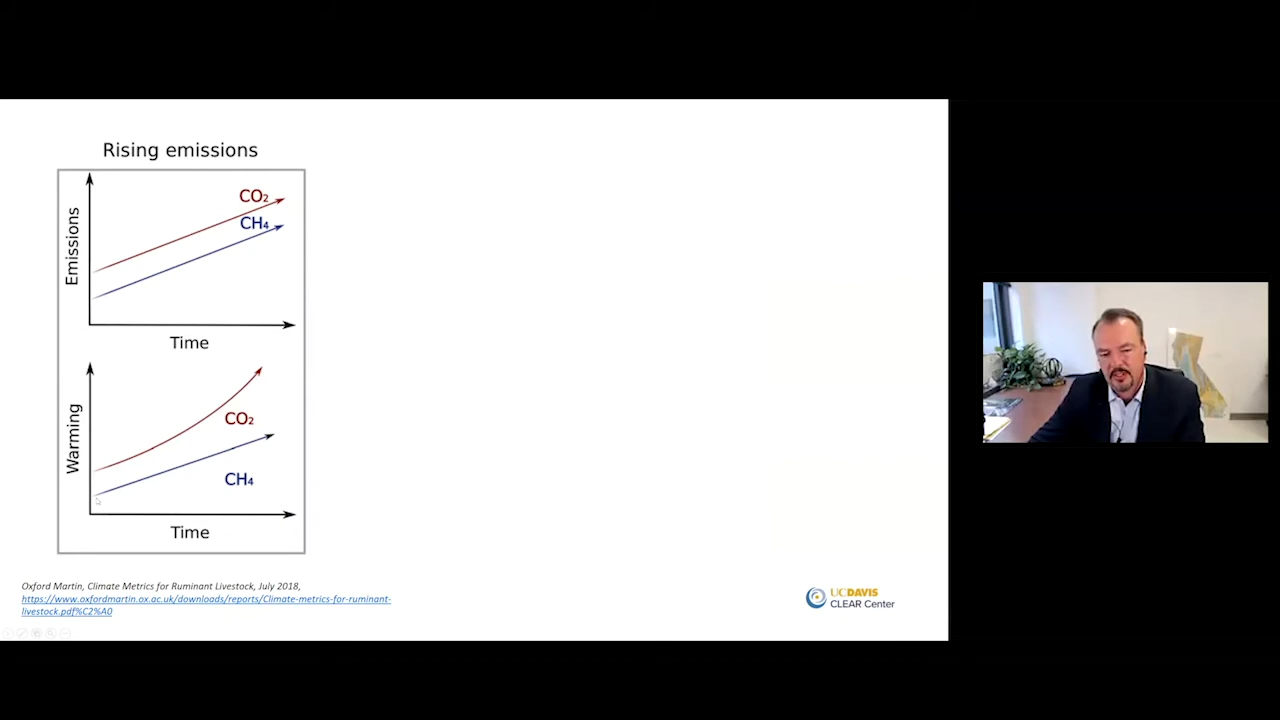 Rising emissions
Emissions
CO₂
CH₄
Time
Warming
CO₂
CH₄
Time
Oxford Martin, Climate Metrics for Ruminant Livestock, July 2018,
https://www.oxfordmartin.ox.ac.uk/downloads/reports/Climate-metrics-for-ruminant-
livestock.pdf%C2%A0
UCDAVIS
CLEAR Center